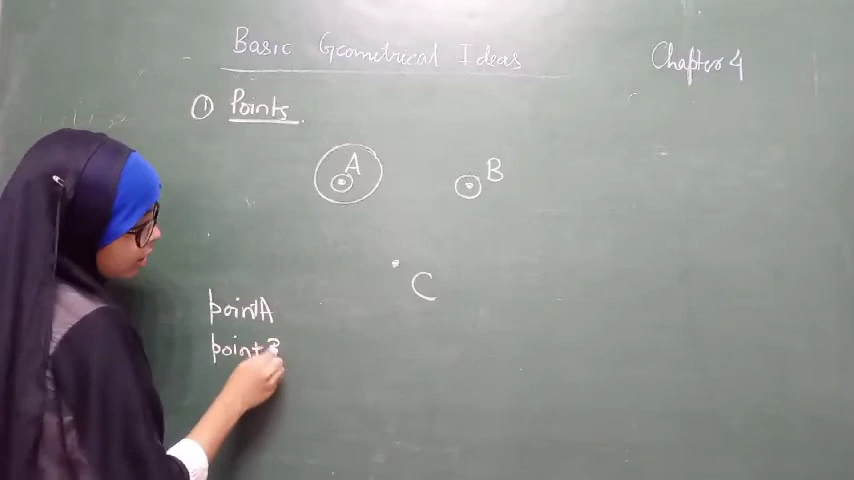 Basic Geometrical Ideas
Chapter 4
① Points
A
B
C
point A
point B